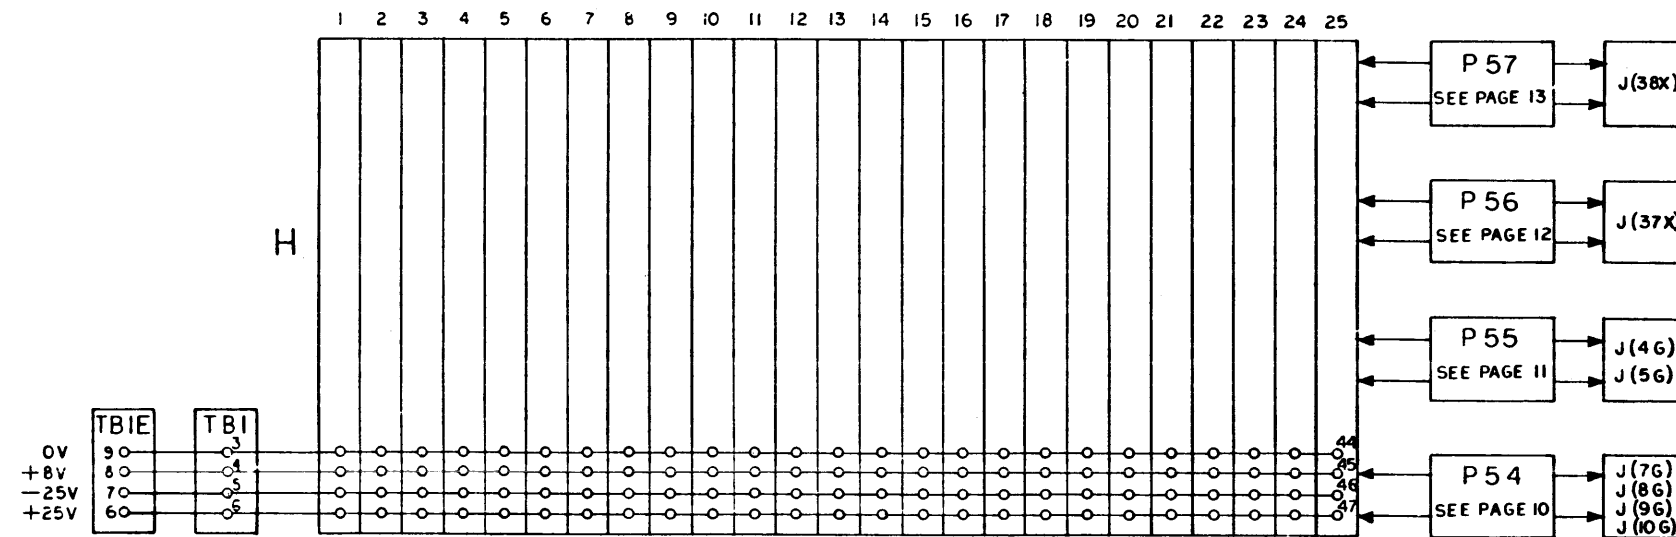 1 2 3 4 5 6 7 8 9 10 11 12 13 14 15 16 17 18 19 20 21 22 23 24 25
H
P 57
SEE PAGE 13
J(38X)
P 56
SEE PAGE 12
J(37X)
P 55
SEE PAGE 11
J(4G)
J(5G)
TB1E TB1
0V 9 3 44
+8V 8 4 45
-25V 7 5 46
+25V 6 6 47
P 54
SEE PAGE 10
J(7G)
J(8G)
J(9G)
J(10G)